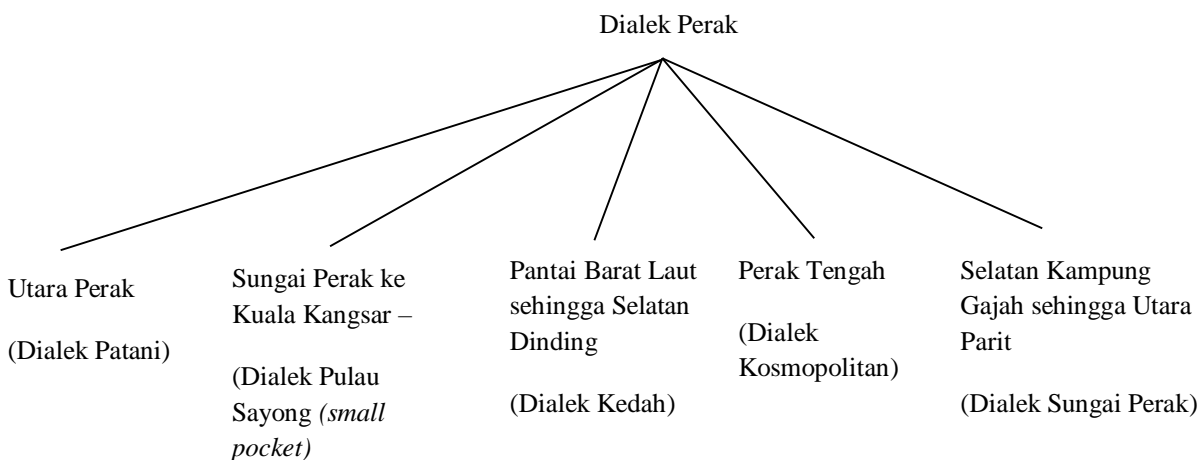 Dialek Perak
Utara Perak
(Dialek Patani)
Sungai Perak ke
Kuala Kangsar –
(Dialek Pulau
Sayong (small
pocket)
Pantai Barat Laut
sehingga Selatan
Dinding
(Dialek Kedah)
Perak Tengah
(Dialek
Kosmopolitan)
Selatan Kampung
Gajah sehingga Utara
Parit
(Dialek Sungai Perak)